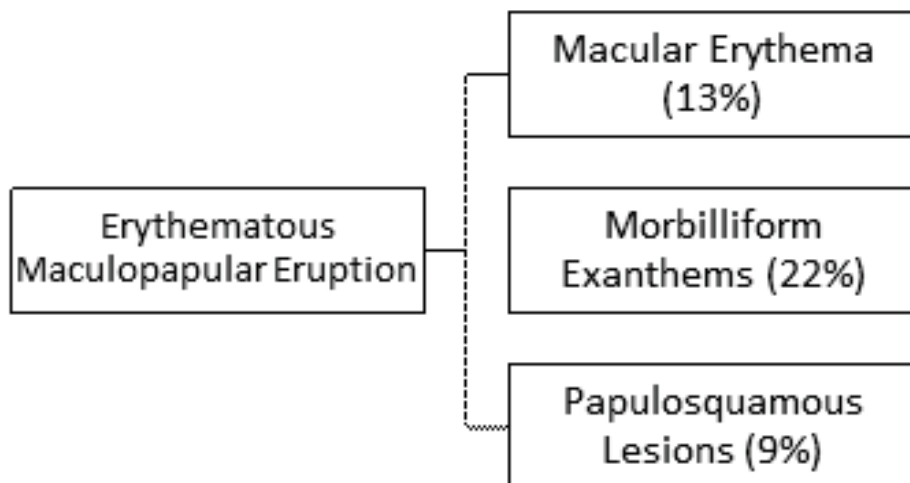 Macular Erythema
(13%)
Erythematous
Maculopapular Eruption
Morbilliform
Exanthems (22%)
Papulosquamous
Lesions (9%)